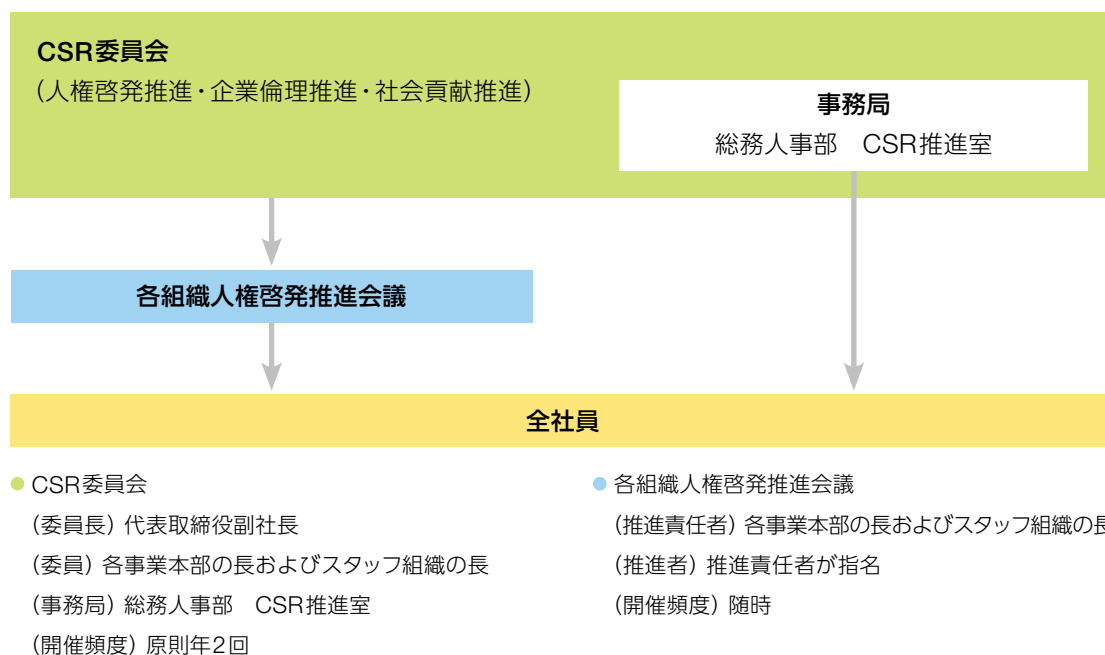 CSR委員会
（人権啓発推進・企業倫理推進・社会貢献推進）
事務局
総務人事部　CSR推進室
各組織人権啓発推進会議
全社員
● CSR委員会
（委員長）代表取締役副社長
（委員）各事業本部の長およびスタッフ組織の長
（事務局）総務人事部　CSR推進室
（開催頻度）原則年2回
● 各組織人権啓発推進会議
（推進責任者）各事業本部の長およびスタッフ組織の長
（推進者）推進責任者が指名
（開催頻度）随時